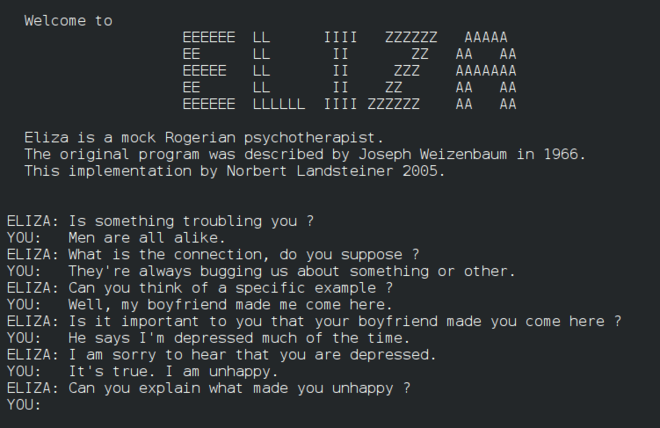 Welcome to
EEEEEE  LL      IIII   ZZZZZZ   AAAAA
EE      LL       II       ZZ   AA   AA
EEEEE   LL       II     ZZZ    AAAAAAA
EE      LL       II    ZZ      AA   AA
EEEEEE  LLLLLL  IIII ZZZZZZ    AA   AA
Eliza is a mock Rogerian psychotherapist.
The original program was described by Joseph Weizenbaum in 1966.
This implementation by Norbert Landsteiner 2005.
ELIZA: Is something troubling you ?
YOU:   Men are all alike.
ELIZA: What is the connection, do you suppose ?
YOU:   They're always bugging us about something or other.
ELIZA: Can you think of a specific example ?
YOU:   Well, my boyfriend made me come here.
ELIZA: Is it important to you that your boyfriend made you come here ?
YOU:   He says I'm depressed much of the time.
ELIZA: I am sorry to hear that you are depressed.
YOU:   It's true. I am unhappy.
ELIZA: Can you explain what made you unhappy ?
YOU: